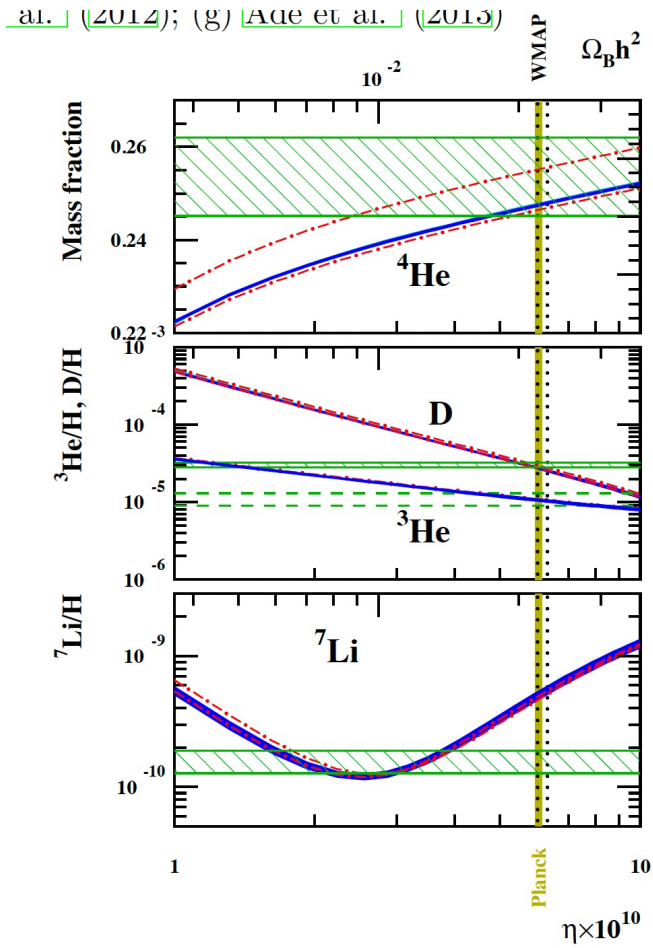 al. (2012); (g) Ade et al. (2013)
WMAP
Ω_B h²
10⁻²
Mass fraction
0.26
0.24
0.22
⁴He
³He/H, D/H
10⁻³
10⁻⁴
10⁻⁵
10⁻⁶
D
³He
⁷Li/H
10⁻⁹
10⁻¹⁰
⁷Li
1
10
Planck
η×10¹⁰